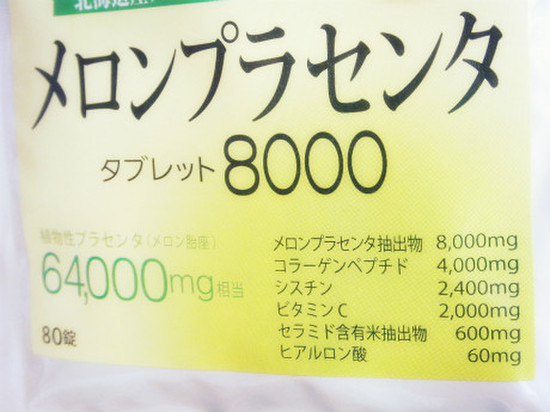 北海道産
メロンプラセンタ
タブレット8000
植物性プラセンタ(メロン胎座)
64,000mg相当
80錠
メロンプラセンタ抽出物 8,000mg
コラーゲンペプチド 4,000mg
シスチン 2,400mg
ビタミンC 2,000mg
セラミド含有米抽出物 600mg
ヒアルロン酸 60mg